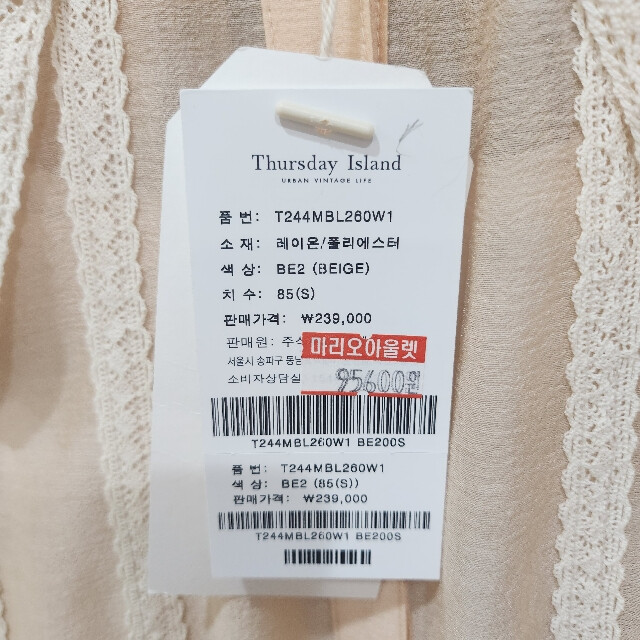 Thursday Island
URBAN VINTAGE LIFE
품 번: T244MBL260W1
소 재: 레이온/폴리에스터
색 상: BE2 (BEIGE)
치 수: 85(S)
판매가격: ₩239,000
판매원: 주식
마리오아울렛
서울시 송파구 동남
소비자상담실
95600원
T244MBL260W1 BE200S
품 번: T244MBL260W1
색 상: BE2 (85(S))
판매가격: ₩239,000
T244MBL260W1 BE200S